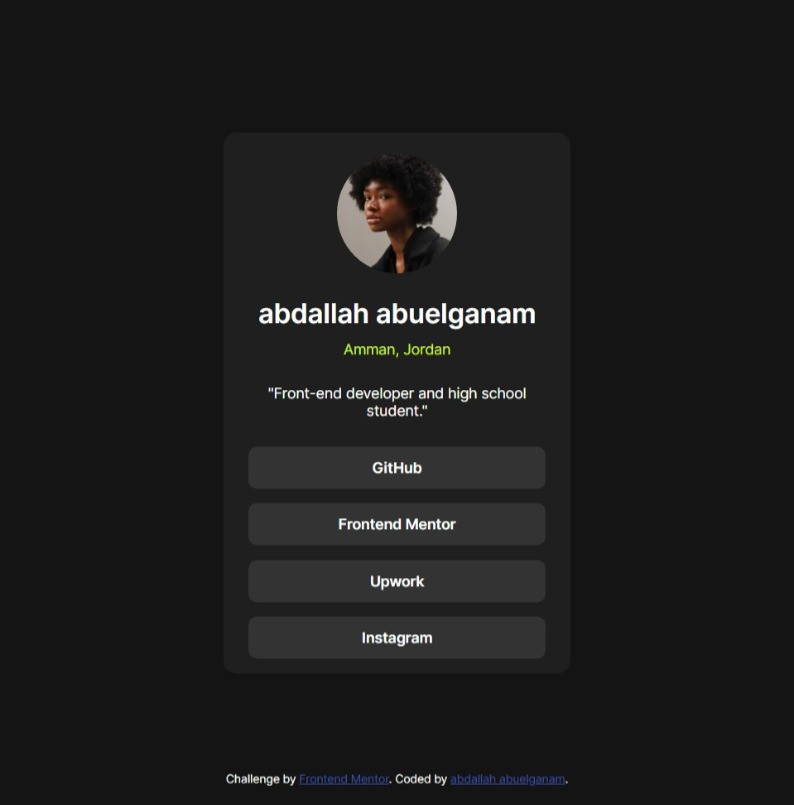 abdallah abuelganam
Amman, Jordan
"Front-end developer and high school
student."
GitHub
Frontend Mentor
Upwork
Instagram
Challenge by Frontend Mentor. Coded by abdallah abuelganam.